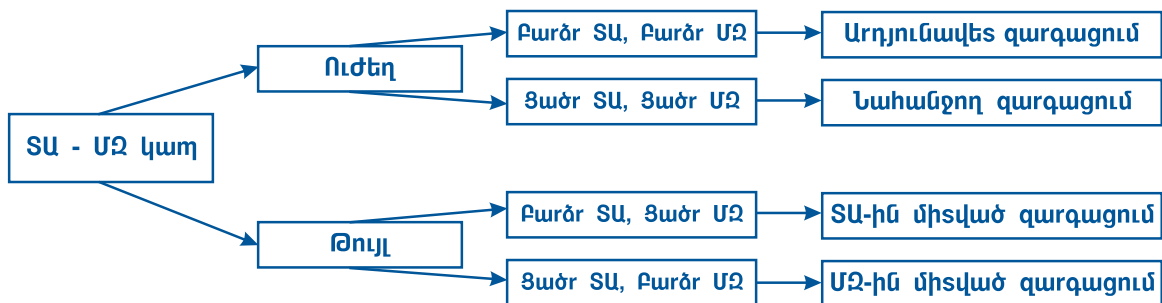 Բարձր ՏԱ, Բարձր ՄԶ
Արդյունավետ զարգացում
Ուժեղ
Ցածր ՏԱ, Ցածր ՄԶ
Նահանջող զարգացում
ՏԱ - ՄԶ կապ
Բարձր ՏԱ, Ցածր ՄԶ
ՏԱ-ին միտված զարգացում
Թույլ
Ցածր ՏԱ, Բարձր ՄԶ
ՄԶ-ին միտված զարգացում